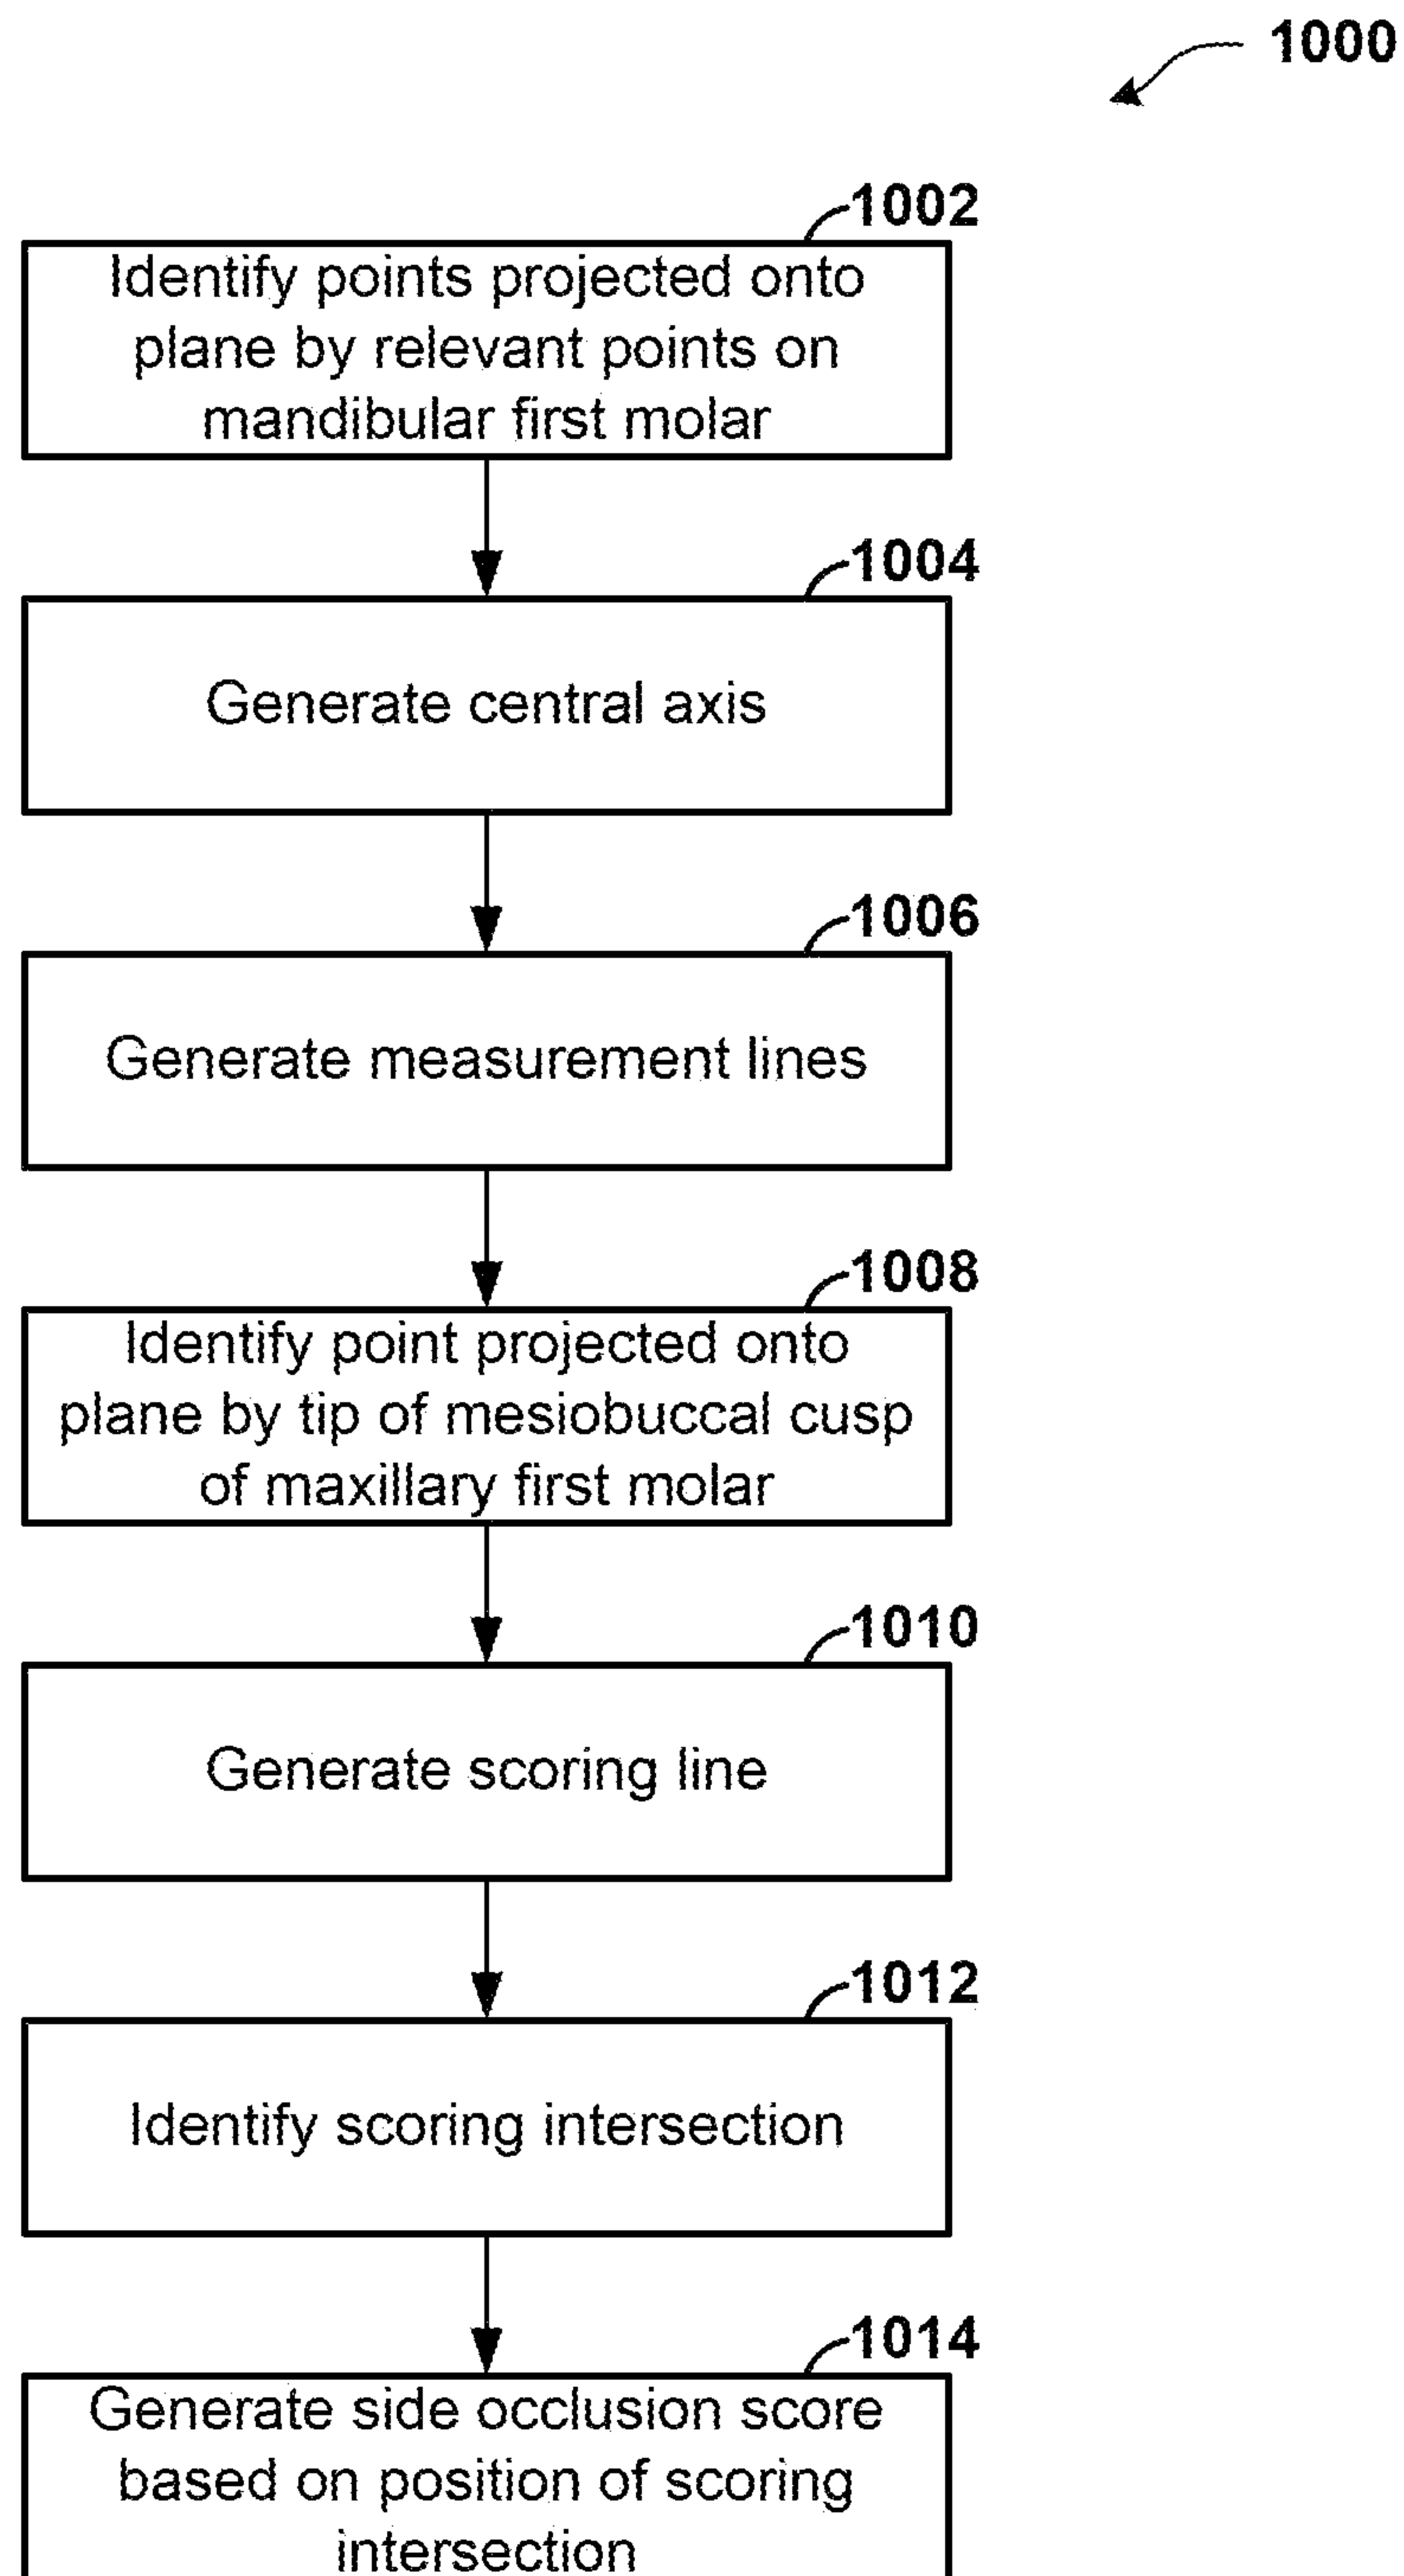 1000
1002
Identify points projected onto
plane by relevant points on
mandibular first molar
1004
Generate central axis
1006
Generate measurement lines
1008
Identify point projected onto
plane by tip of mesiobuccal cusp
of maxillary first molar
1010
Generate scoring line
1012
Identify scoring intersection
1014
Generate side occlusion score
based on position of scoring
intersection